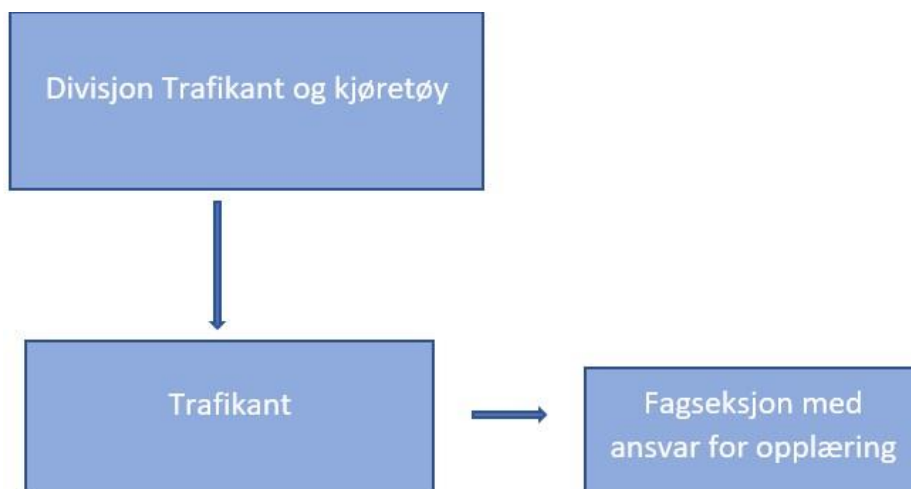 Divisjon Trafikant og kjøretøy
Trafikant
Fagseksjon med
ansvar for opplæring